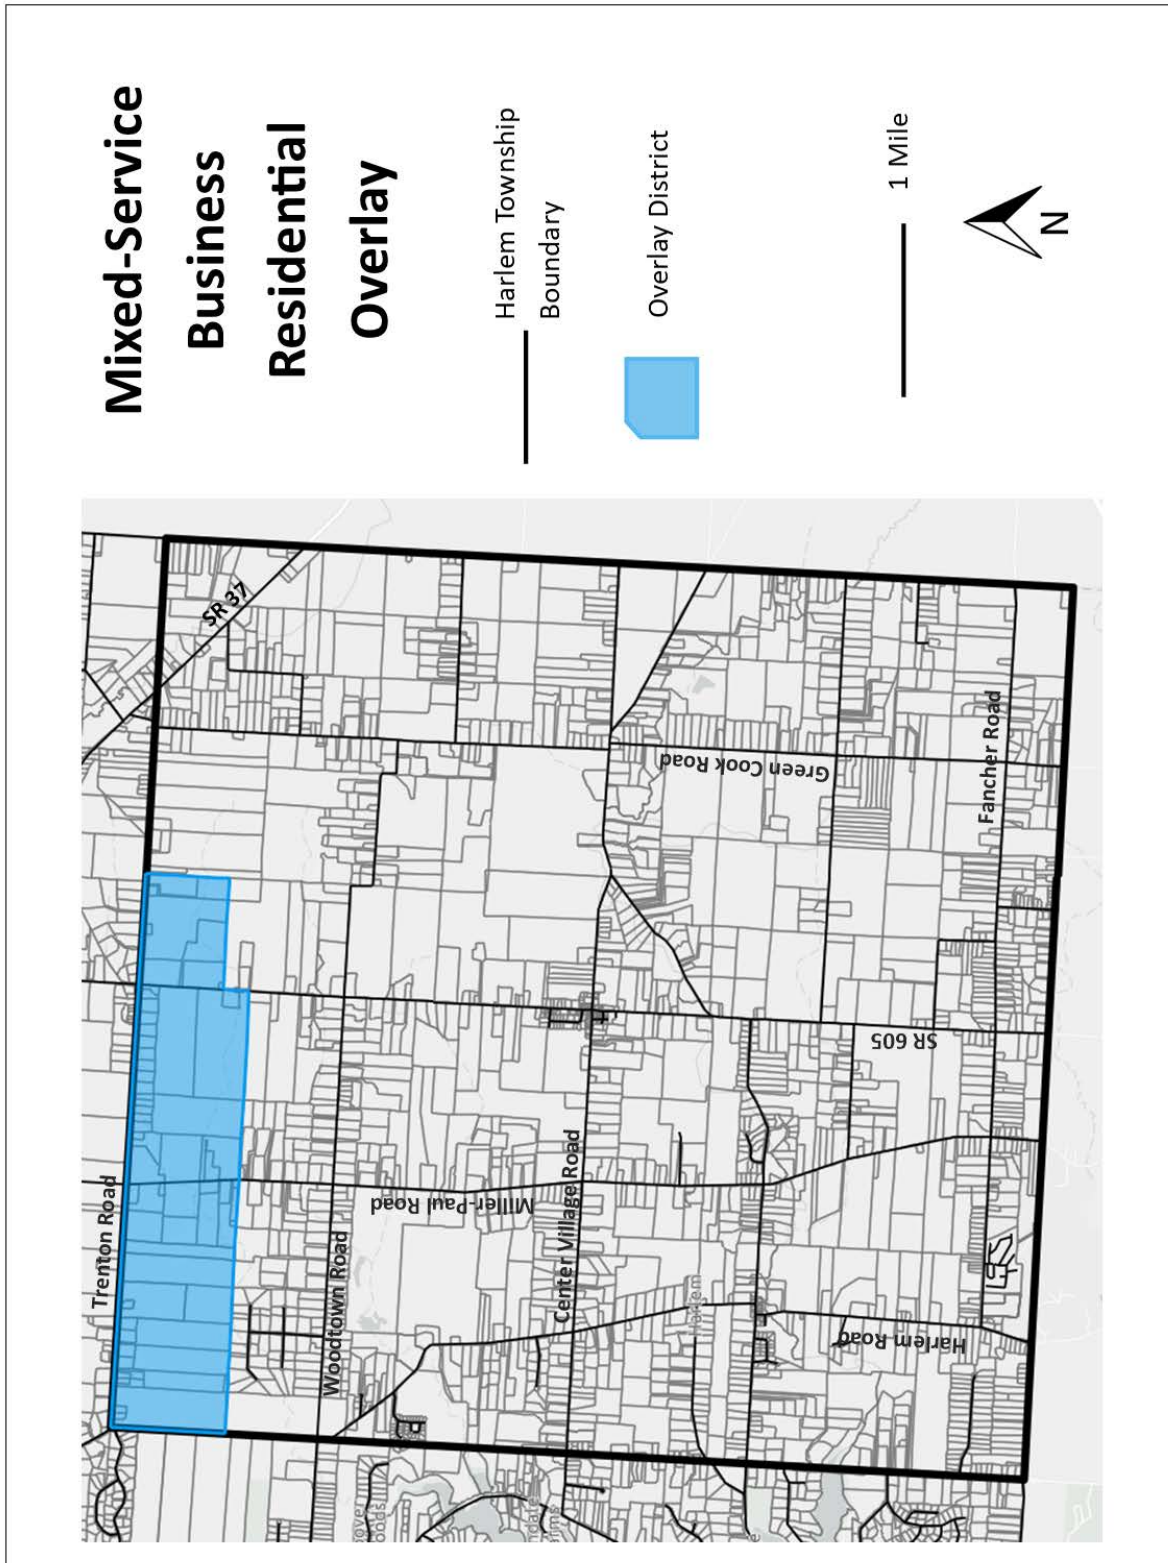 Mixed-Service
Business
Residential
Overlay
Harlem Township
Boundary
Overlay District
1 Mile
N
SR 37
Trenton Road
Woodtown Road
Miller-Paul Road
Center Village Road
Green Cook Road
Fancher Road
SR 605
Harlem Road
Harlem